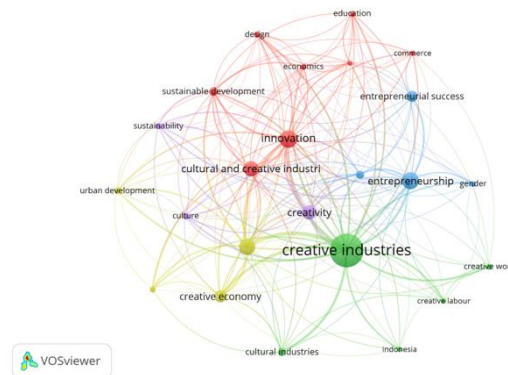 education
design
commerce
economics
sustainable development
entrepreneurial success
sustainability
innovation
cultural and creative industri
entrepreneurship
gender
urban development
creativity
culture
creative industries
creative wor
creative economy
creative labour
cultural industries
indonesia
VOSviewer